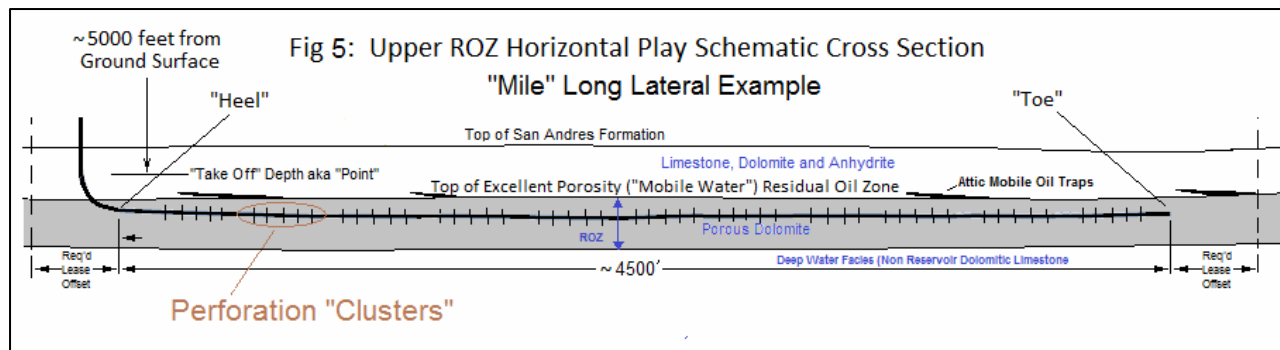 ~5000 feet from
Ground Surface
Fig 5: Upper ROZ Horizontal Play Schematic Cross Section
"Mile" Long Lateral Example
"Heel"
"Toe"
Top of San Andres Formation
Limestone, Dolomite and Anhydrite
"Take Off" Depth aka "Point"
Top of Excellent Porosity ("Mobile Water") Residual Oil Zone
Attic Mobile Oil Traps
ROZ
Porous Dolomite
Req'd
Lease
Offset
~4500'
Deep Water Facies (Non Reservoir Dolomitic Limestone
Req'd
Lease
Offset
Perforation "Clusters"